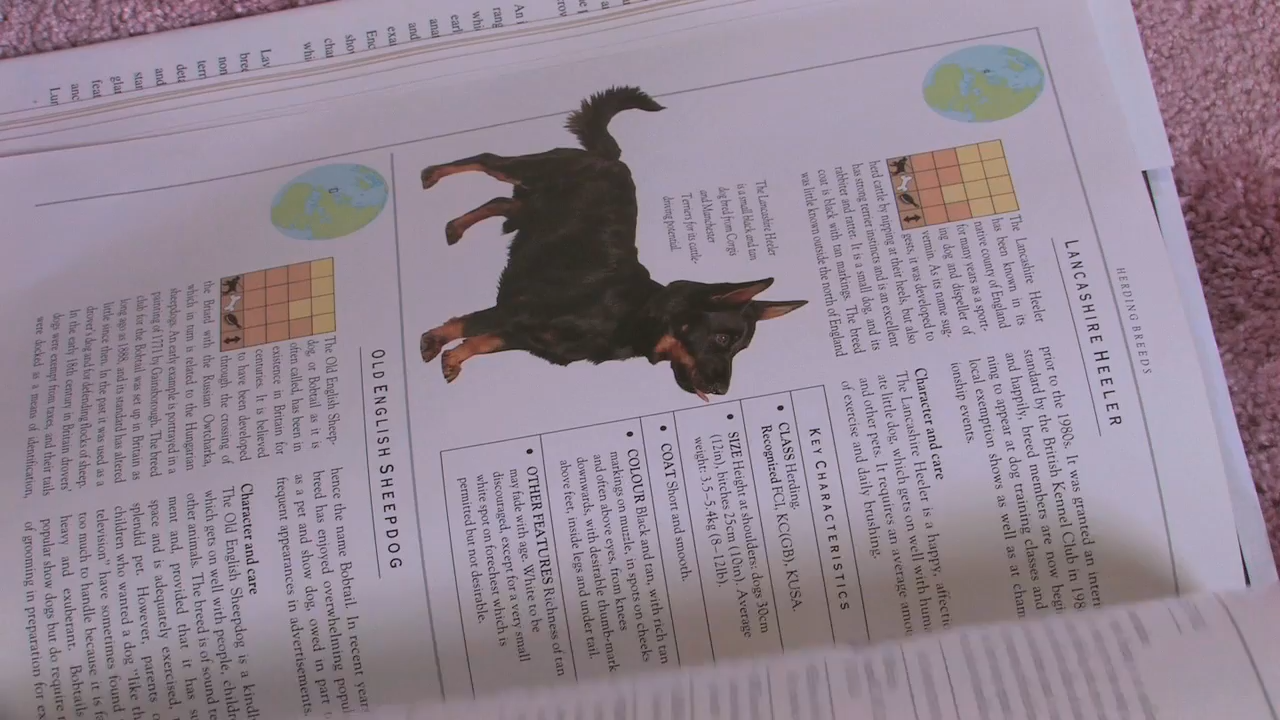 HERDING BREEDS
LANCASHIRE HEELER
The Lancashire Heeler
has been known in its
native county of England
for many years as a sport-
ing dog and dispeller of
vermin. As its name sug-
gests, it was developed to
herd cattle by nipping at their heels, but also
has strong terrier instincts and is an excellent
rabbiter and ratter. It is a small dog, and its
coat is black with tan markings. The breed
was little known outside the north of England
prior to the 1980s. It was granted an
standard by the British Kennel Club in
and happily, breed members are now
ning to appear at dog training classes and
local exemption shows as well as at
ionship events.
Character and care
The Lancashire Heeler is a happy,
ate little dog, which gets on well with
and other pets. It requires an average
of exercise and daily brushing.
The Lancashire Heeler
is a small black and tan
dog bred from Corgis
and Manchester
Terriers for its cattle-
driving potential.
KEY CHARACTERISTICS
• CLASS Herding.
Recognized FCI, KC(GB), KUSA.
• SIZE Height at shoulders: dogs 30cm
(12in), bitches 25cm (10in). Average
weight: 3.5–5.4kg (8–12lb).
• COAT Short and smooth.
• COLOUR Black and tan, with rich tan
markings on muzzle, in spots on cheeks
and often above eyes, from knees
downwards, with desirable thumb-mark
above feet, inside legs and under tail.
• OTHER FEATURES Richness of tan
may fade with age. White to be
discouraged, except for a very small
white spot on forechest which is
permitted but not desirable.
OLD ENGLISH SHEEPDOG
The Old English Sheep-
dog, or Bobtail as it is
often called, has been in
existence in Britain for
centuries. It is believed
to have been developed
through the crossing of
the Briard with the Russian Owtcharka,
which in turn is related to the Hungarian
sheepdogs. An early example is portrayed in a
painting of 1771 by Gainsborough. The breed
club for the Bobtail was set up in Britain as
long ago as 1888, and its standard has altered
little since then. In the past it was used as a
drover's dog and for defending flocks of sheep.
In the early 18th century in Britain drovers'
dogs were exempt from taxes, and their tails
were docked as a means of identification,
hence the name Bobtail. In recent
breed has enjoyed overwhelming
as a pet and show dog, owed in part
frequent appearances in advertisements.
Character and care
The Old English Sheepdog is a
which gets on well with people,
other animals. The breed is of sound
ment and, provided that it has
space and is adequately exercised,
splendid pet. However, parents
children who wanted a dog "like
television" have sometimes found
too much to handle because it is
heavy and exuberant. Bobtails
popular show dogs but do require
of grooming in preparation for